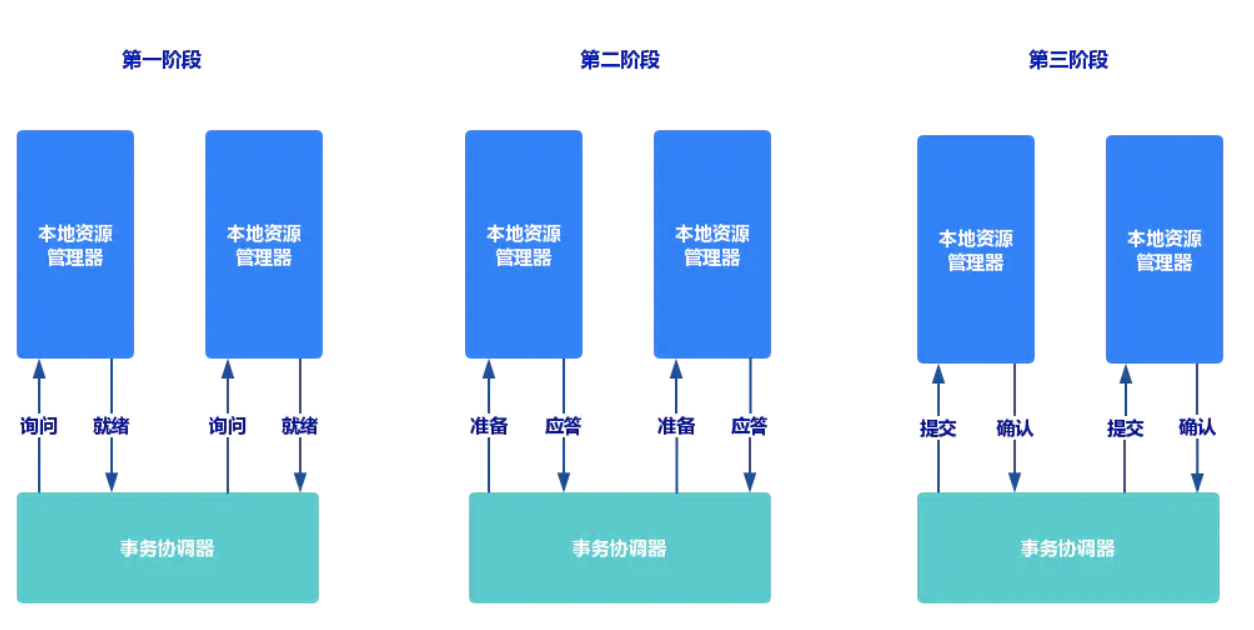 第一阶段
本地资源
管理器
本地资源
管理器
询问
就绪
询问
就绪
事务协调器
第二阶段
本地资源
管理器
本地资源
管理器
准备
应答
准备
应答
事务协调器
第三阶段
本地资源
管理器
本地资源
管理器
提交
确认
提交
确认
事务协调器